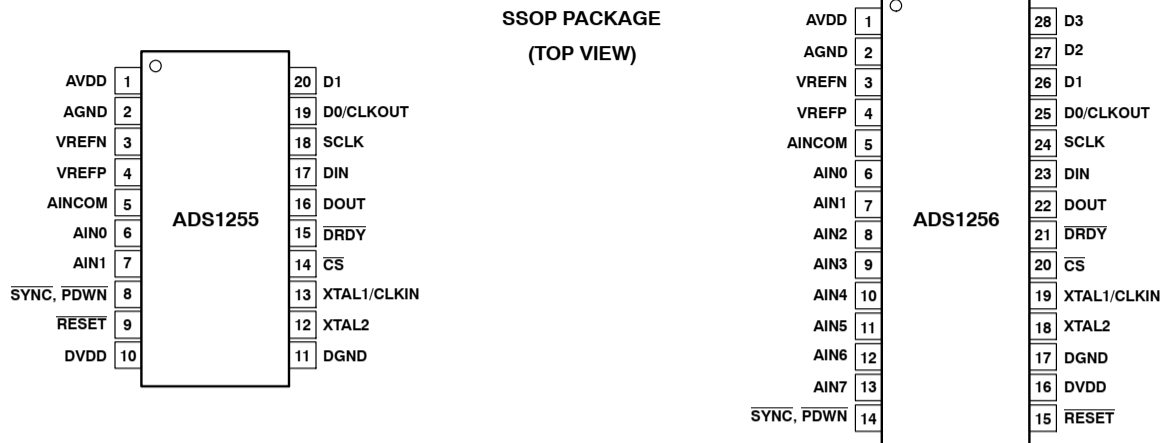 SSOP PACKAGE
(TOP VIEW)
AVDD 1 20 D1
AGND 2 19 D0/CLKOUT
VREFN 3 18 SCLK
VREFP 4 17 DIN
AINCOM 5 16 DOUT
AIN0 6 15 DRDY
AIN1 7 14 CS
SYNC, PDWN 8 13 XTAL1/CLKIN
RESET 9 12 XTAL2
DVDD 10 11 DGND
ADS1255
AVDD 1 28 D3
AGND 2 27 D2
VREFN 3 26 D1
VREFP 4 25 D0/CLKOUT
AINCOM 5 24 SCLK
AIN0 6 23 DIN
AIN1 7 22 DOUT
AIN2 8 21 DRDY
AIN3 9 20 CS
AIN4 10 19 XTAL1/CLKIN
AIN5 11 18 XTAL2
AIN6 12 17 DGND
AIN7 13 16 DVDD
SYNC, PDWN 14 15 RESET
ADS1256